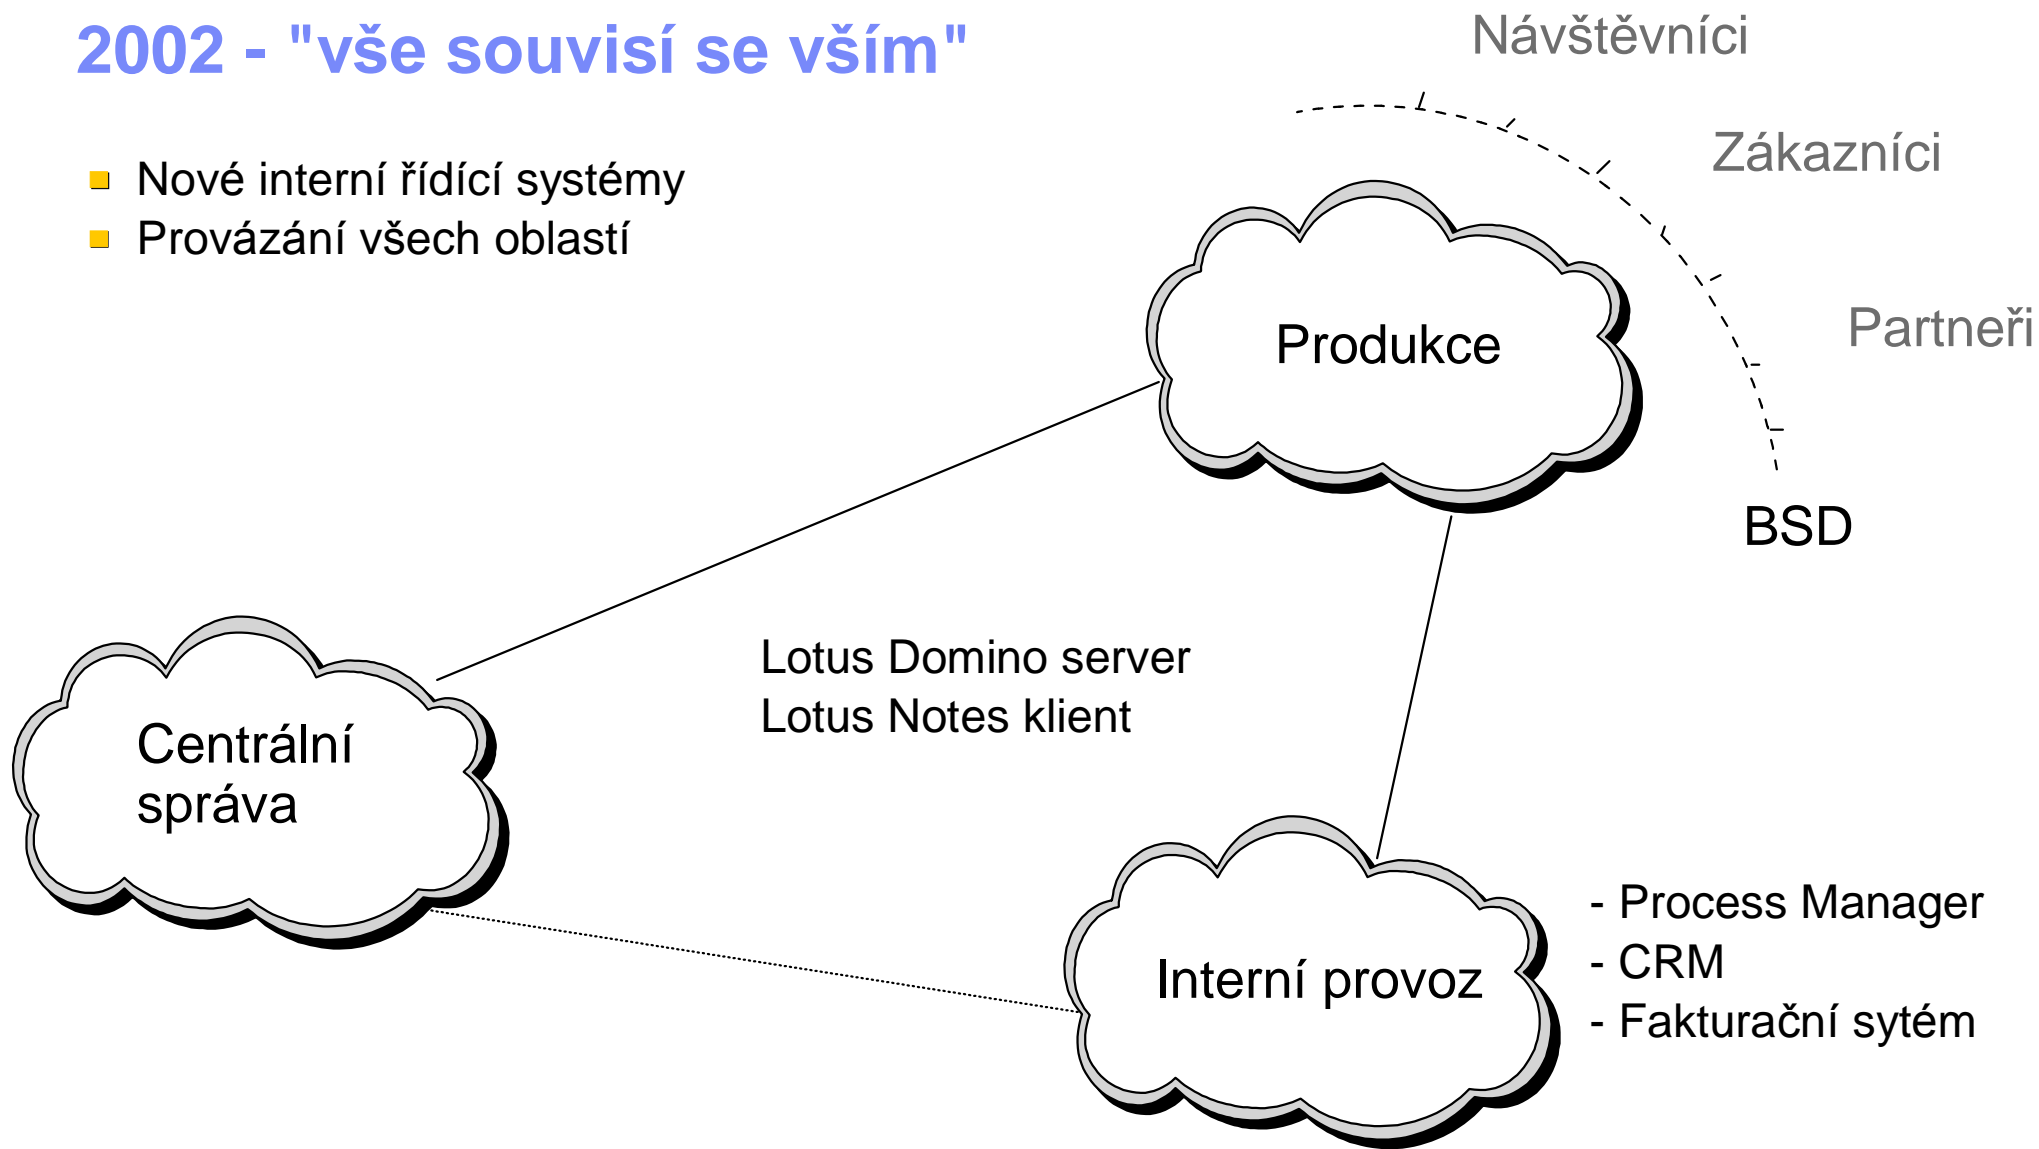 2002 - "vše souvisí se vším"
Nové interní řídící systémy
Provázání všech oblastí
Návštěvníci
Zákazníci
Partneři
Produkce
BSD
Lotus Domino server
Lotus Notes klient
Centrální
správa
Interní provoz
- Process Manager
- CRM
- Fakturační sytém